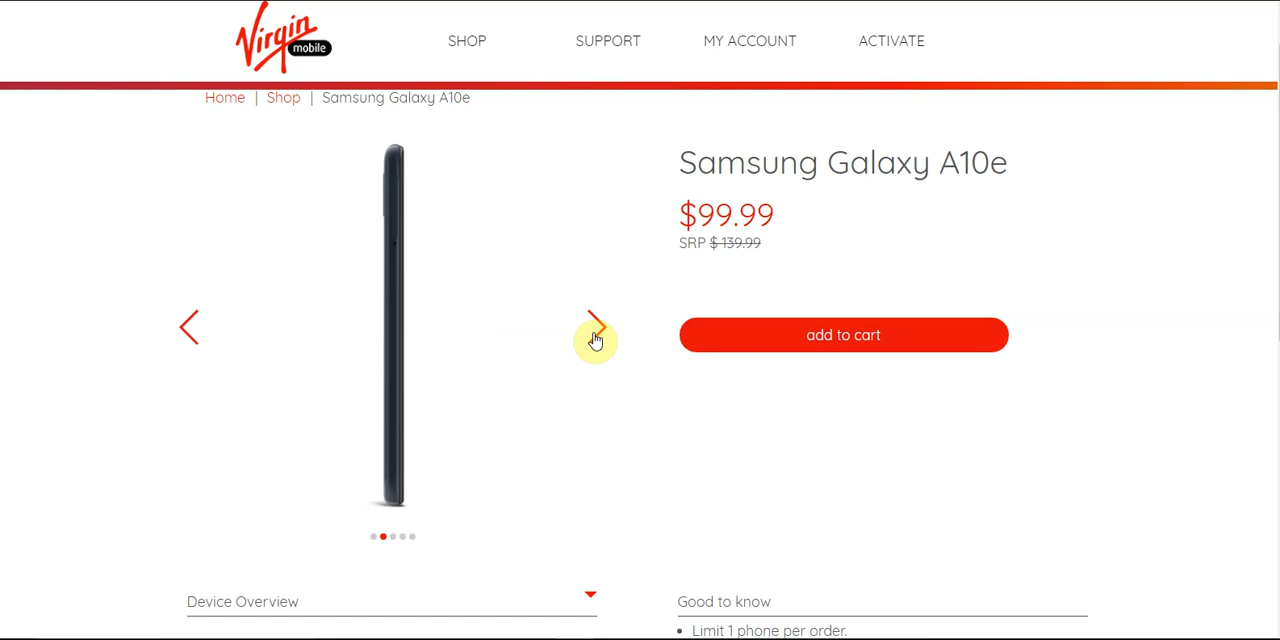 Virgin
mobile
SHOP
SUPPORT
MY ACCOUNT
ACTIVATE
Home | Shop | Samsung Galaxy A10e
Samsung Galaxy A10e
$99.99
SRP $ 139.99
add to cart
Device Overview
Good to know
• Limit 1 phone per order.